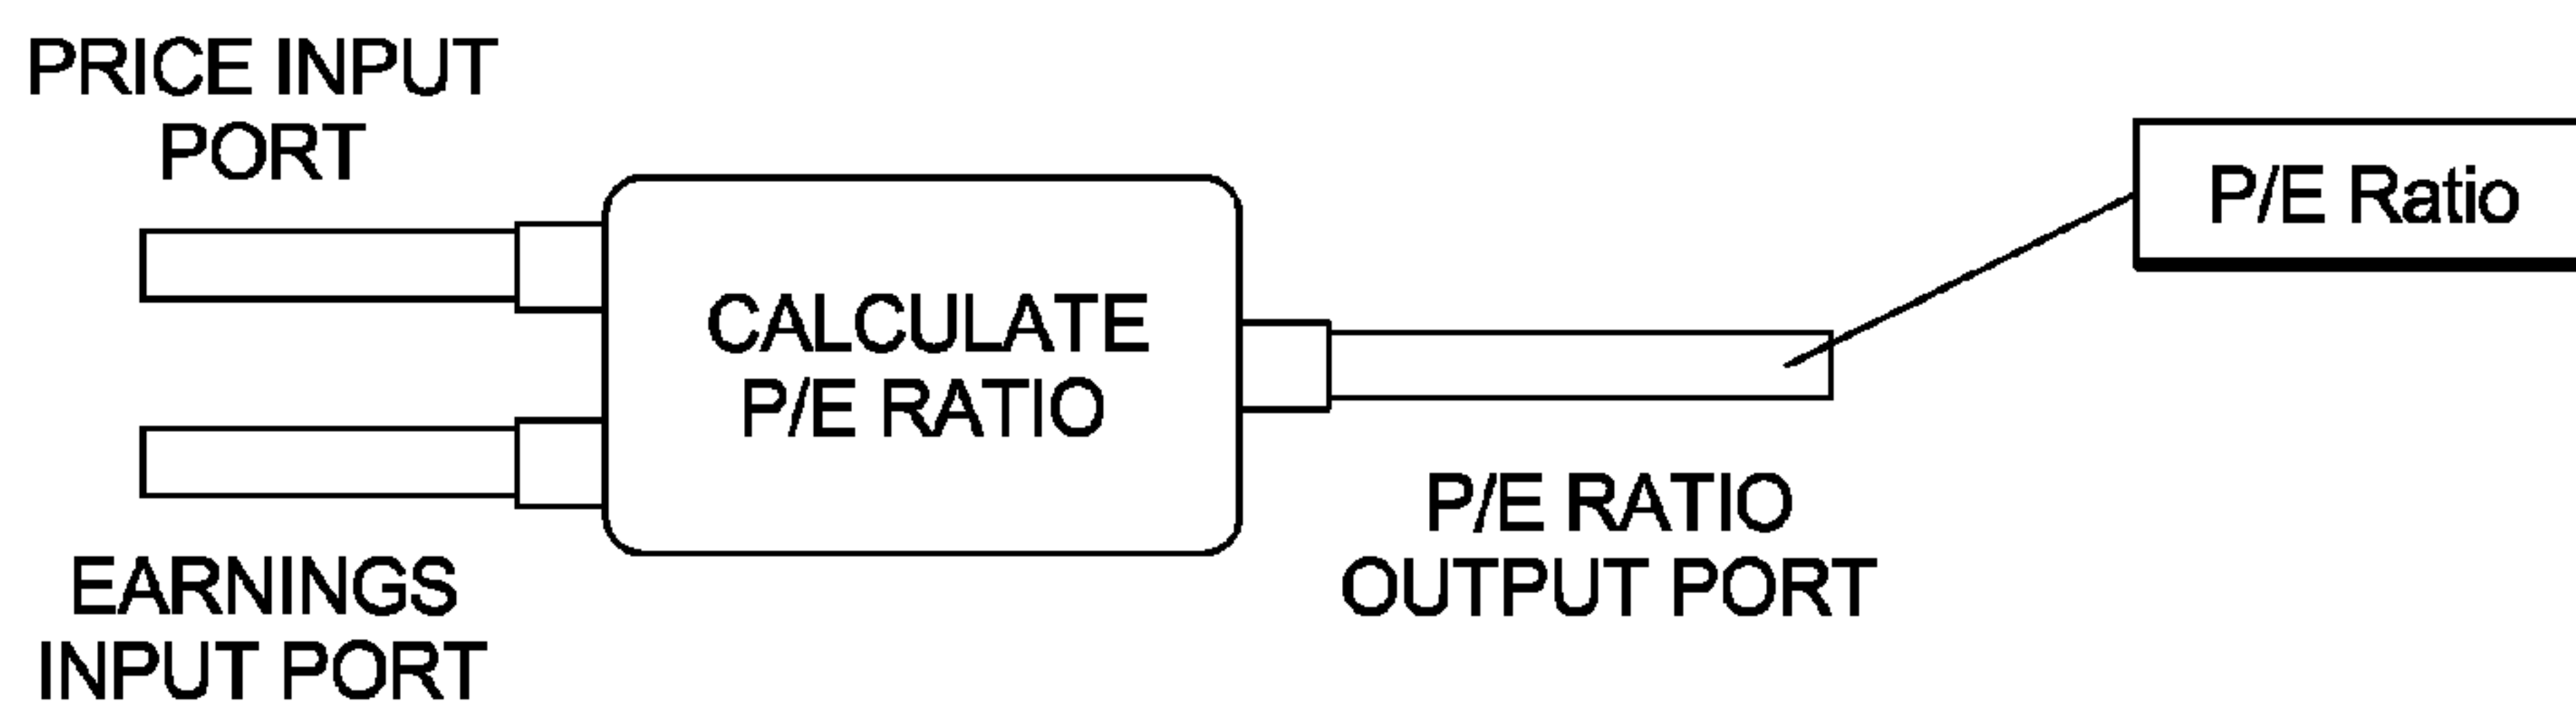 PRICE INPUT
PORT
CALCULATE
P/E RATIO
P/E Ratio
EARNINGS
INPUT PORT
P/E RATIO
OUTPUT PORT